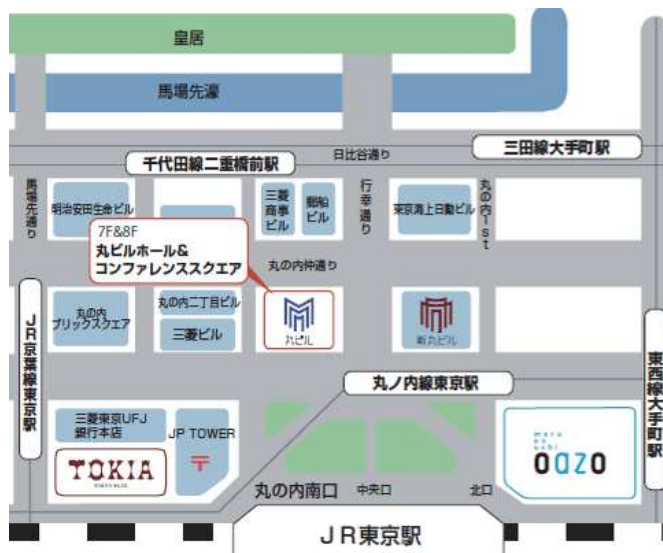 皇居
馬場先濠
日比谷通り
三田線大手町駅
千代田線二重橋前駅
馬場先通り
明治安田生命ビル
三菱
商事
ビル
郵船
ビル
行幸通り
東京海上日動ビル
丸の内1st
7F&8F
丸ビルホール&
コンファレンススクエア
丸の内仲通り
JR京葉線東京駅
丸の内
ブリックスクエア
丸の内二丁目ビル
三菱ビル
丸ビル
新丸ビル
丸ノ内線東京駅
東西線大手町駅
三菱東京UFJ
銀行本店
JP TOWER
〒
TOKIA
maru
no
uchi
oazo
丸の内南口
中央口
北口
JR東京駅